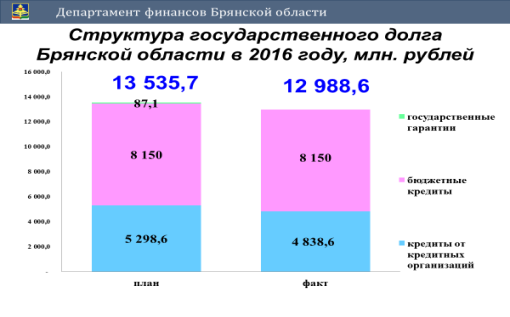 Департамент финансов Брянской области
Структура государственного долга
Брянской области в 2016 году, млн. рублей
16 000,0
14 000,0
12 000,0
10 000,0
8 000,0
6 000,0
4 000,0
2 000,0
-
13 535,7
12 988,6
87,1
8 150
8 150
5 298,6
4 838,6
план
факт
государственные
гарантии
бюджетные
кредиты
кредиты от
кредитных
организаций